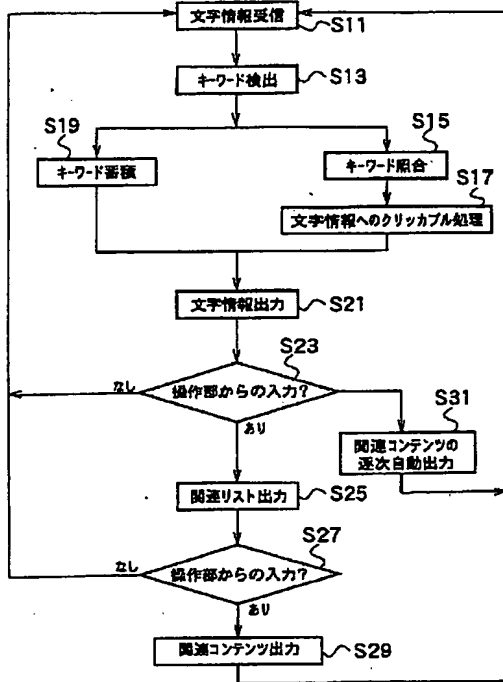 文字情報受信
S11
キーワード検出
S13
S19
S15
キーワード蓄積
キーワード照合
S17
文字情報へのクリッカブル処理
文字情報出力
S21
S23
操作部からの入力?
なし
あり
S31
関連コンテンツの
逐次自動出力
関連リスト出力
S25
S27
操作部からの入力?
なし
あり
関連コンテンツ出力
S29